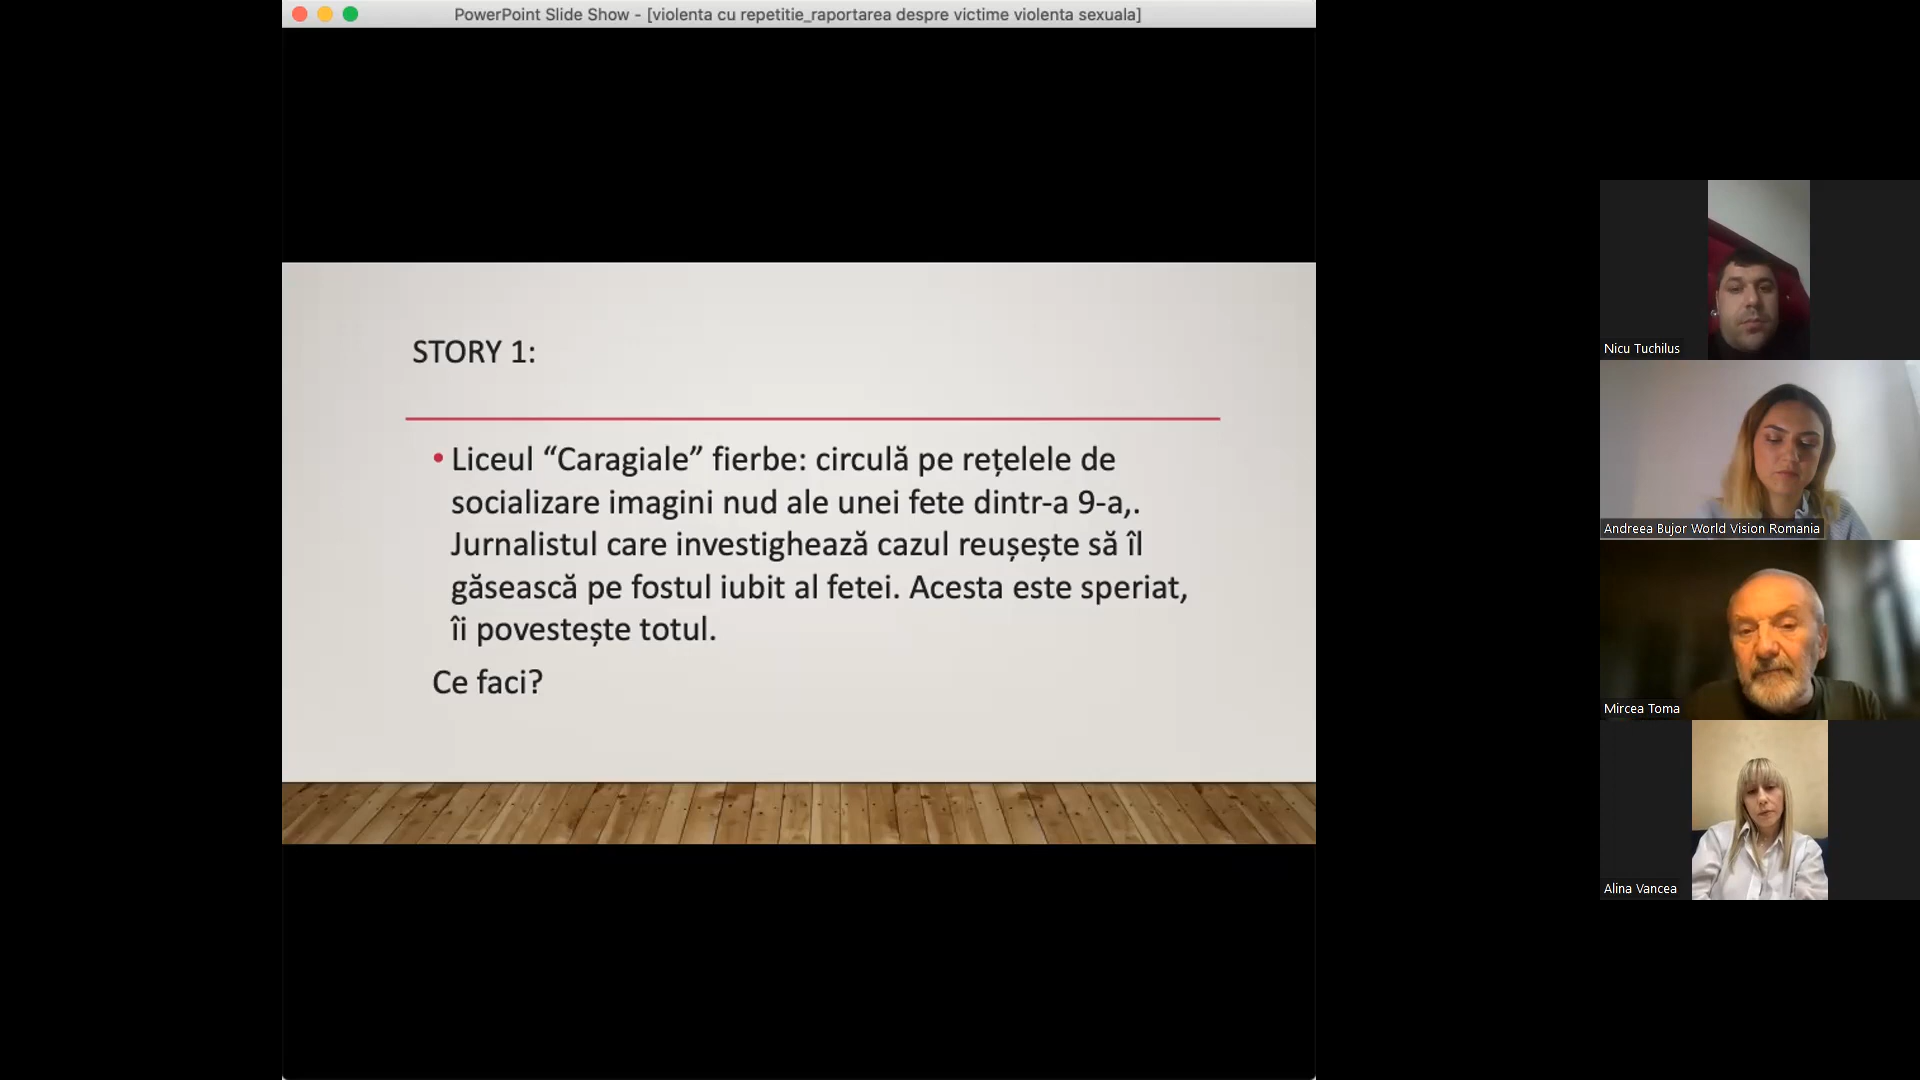 PowerPoint Slide Show - [violenta cu repetitie_raportarea despre victime violenta sexuala]
STORY 1:
• Liceul “Caragiale” fierbe: circulă pe rețelele de
socializare imagini nud ale unei fete dintr-a 9-a,.
Jurnalistul care investighează cazul reușește să îl
găsească pe fostul iubit al fetei. Acesta este speriat,
îi povestește totul.
Ce faci?
Nicu Tuchilus
Andreea Bujor World Vision Romania
Mircea Toma
Alina Vancea